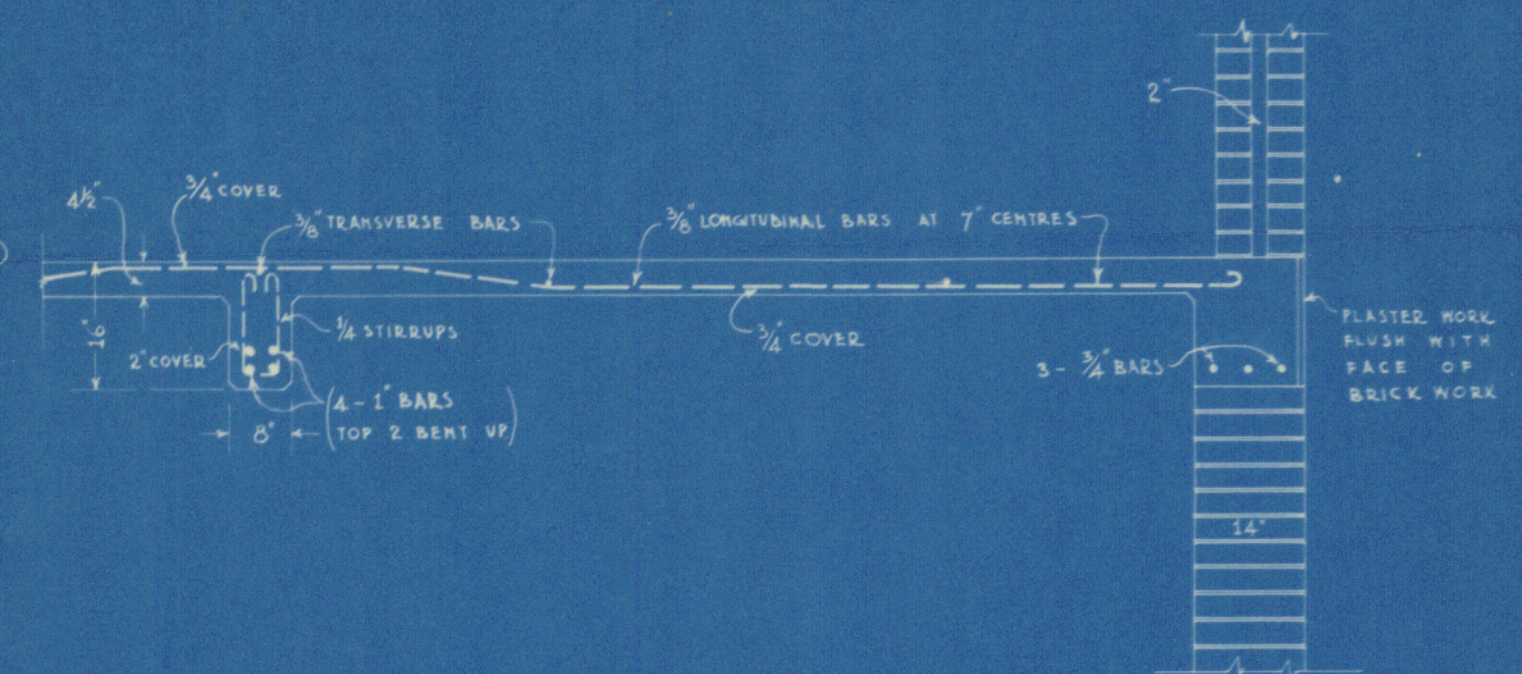 2"
4½"
¾" COVER
⅜" TRANSVERSE BARS
⅜" LONGITUDINAL BARS AT 7" CENTRES
¼ STIRRUPS
2" COVER
¾" COVER
PLASTER WORK
FLUSH WITH
FACE OF
BRICK WORK
3 - ¾" BARS
(4 - 1" BARS
TOP 2 BENT UP)
8"
14"